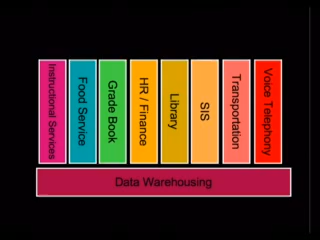 Instructional Services
Food Service
Grade Book
HR / Finance
Library
SIS
Transportation
Voice Telephony
Data Warehousing